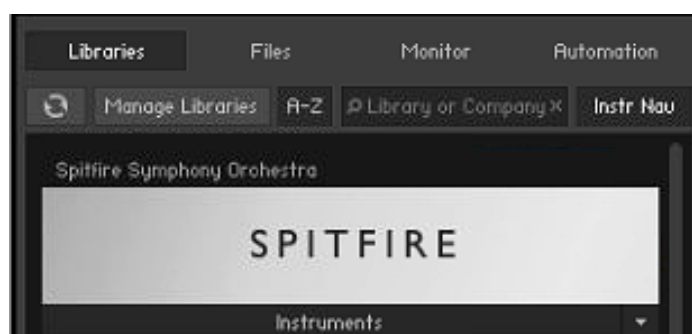 Libraries Files Monitor Automation
Manage Libraries A-Z Library or Company × Instr Nav
Spitfire Symphony Orchestra
SPITFIRE
Instruments